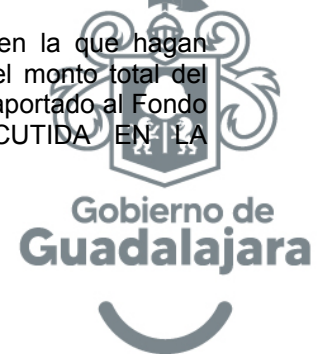 en la que hagan
el monto total del
aportado al Fondo
CUTIDA EN LA
Gobierno de
Guadalajara